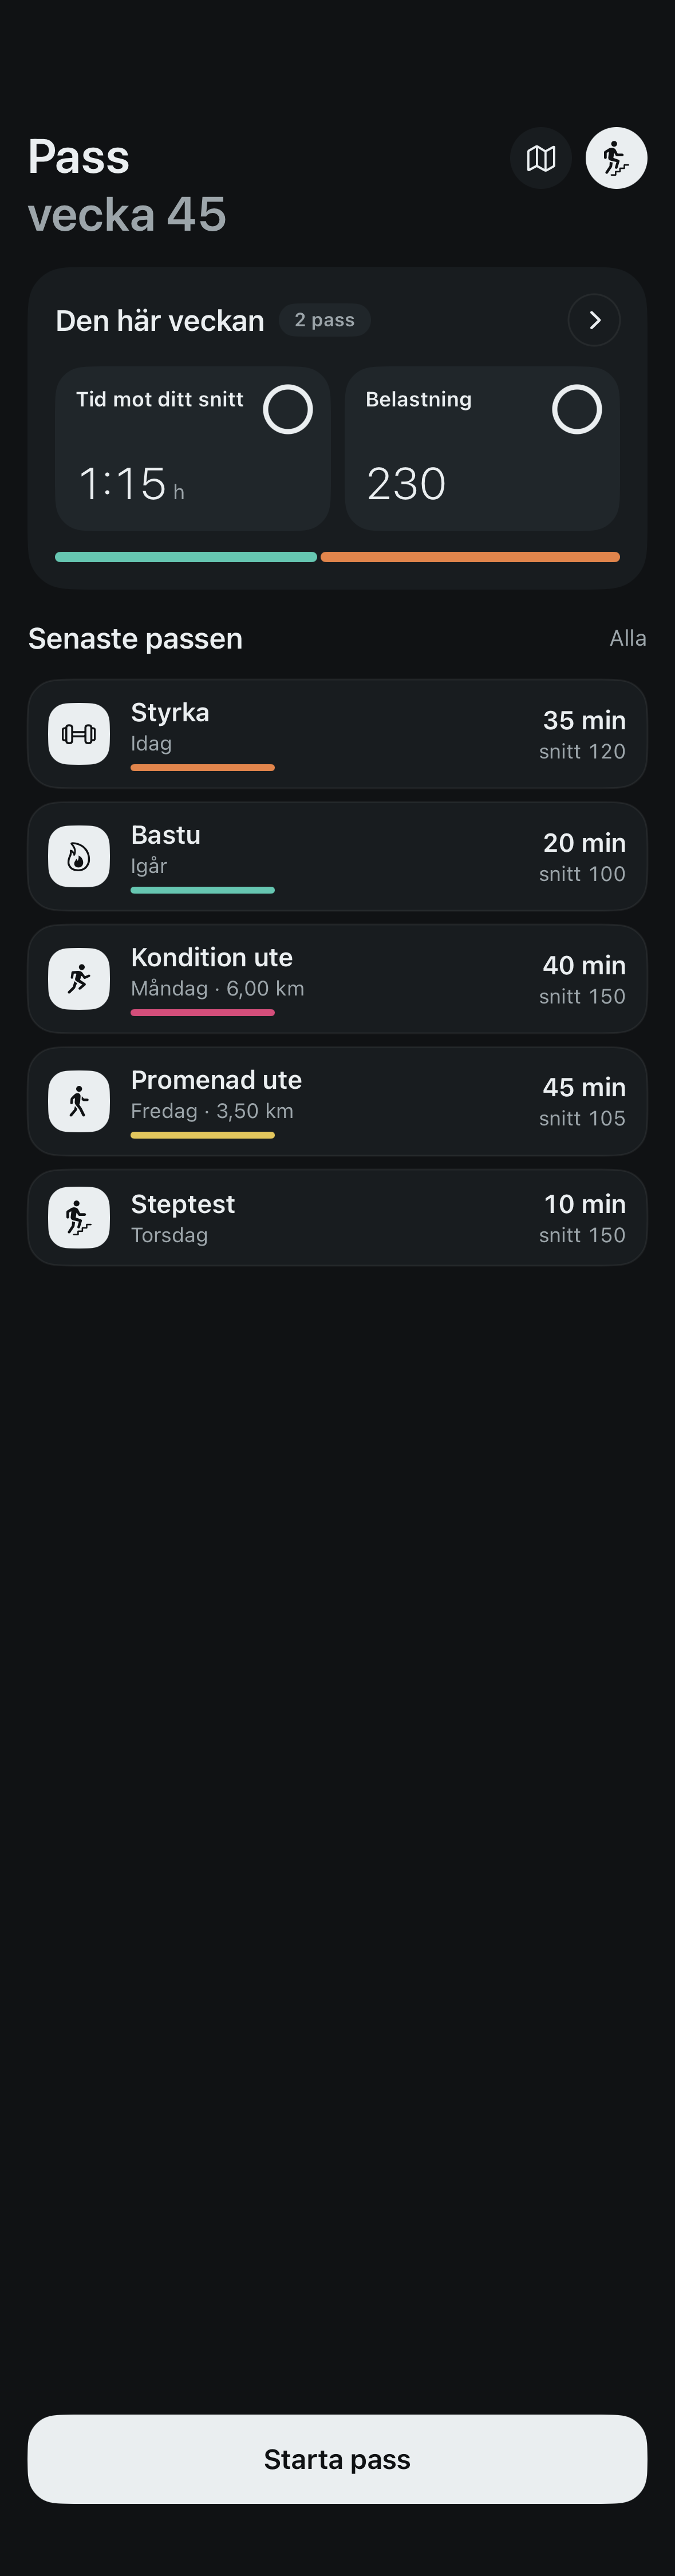 Pass
vecka 45
Den här veckan 2 pass
Tid mot ditt snitt
1:15 h
Belastning
230
Senaste passen Alla
Styrka
Idag
35 min
snitt 120
Bastu
Igår
20 min
snitt 100
Kondition ute
Måndag · 6,00 km
40 min
snitt 150
Promenad ute
Fredag · 3,50 km
45 min
snitt 105
Steptest
Torsdag
10 min
snitt 150
Starta pass